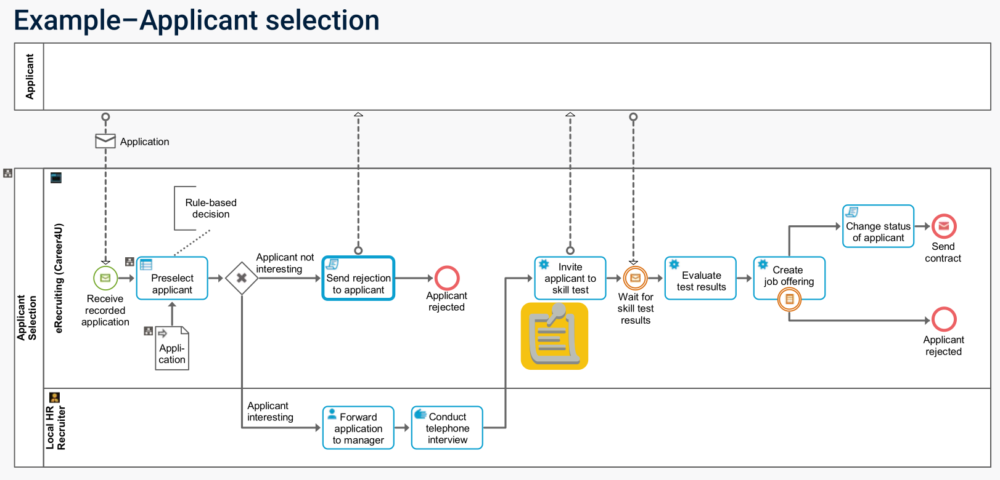 Example–Applicant selection
Applicant
Application
Applicant
Selection
eRecruiting (Career4U)
Rule-based
decision
Receive
recorded
application
Preselect
applicant
Appli-
cation
Applicant not
interesting
Send rejection
to applicant
Applicant
rejected
Invite
applicant to
skill test
Wait for
skill test
results
Evaluate
test results
Create
job offering
Change status
of applicant
Send
contract
Applicant
rejected
Local HR
Recruiter
Applicant
interesting
Forward
application
to manager
Conduct
telephone
interview